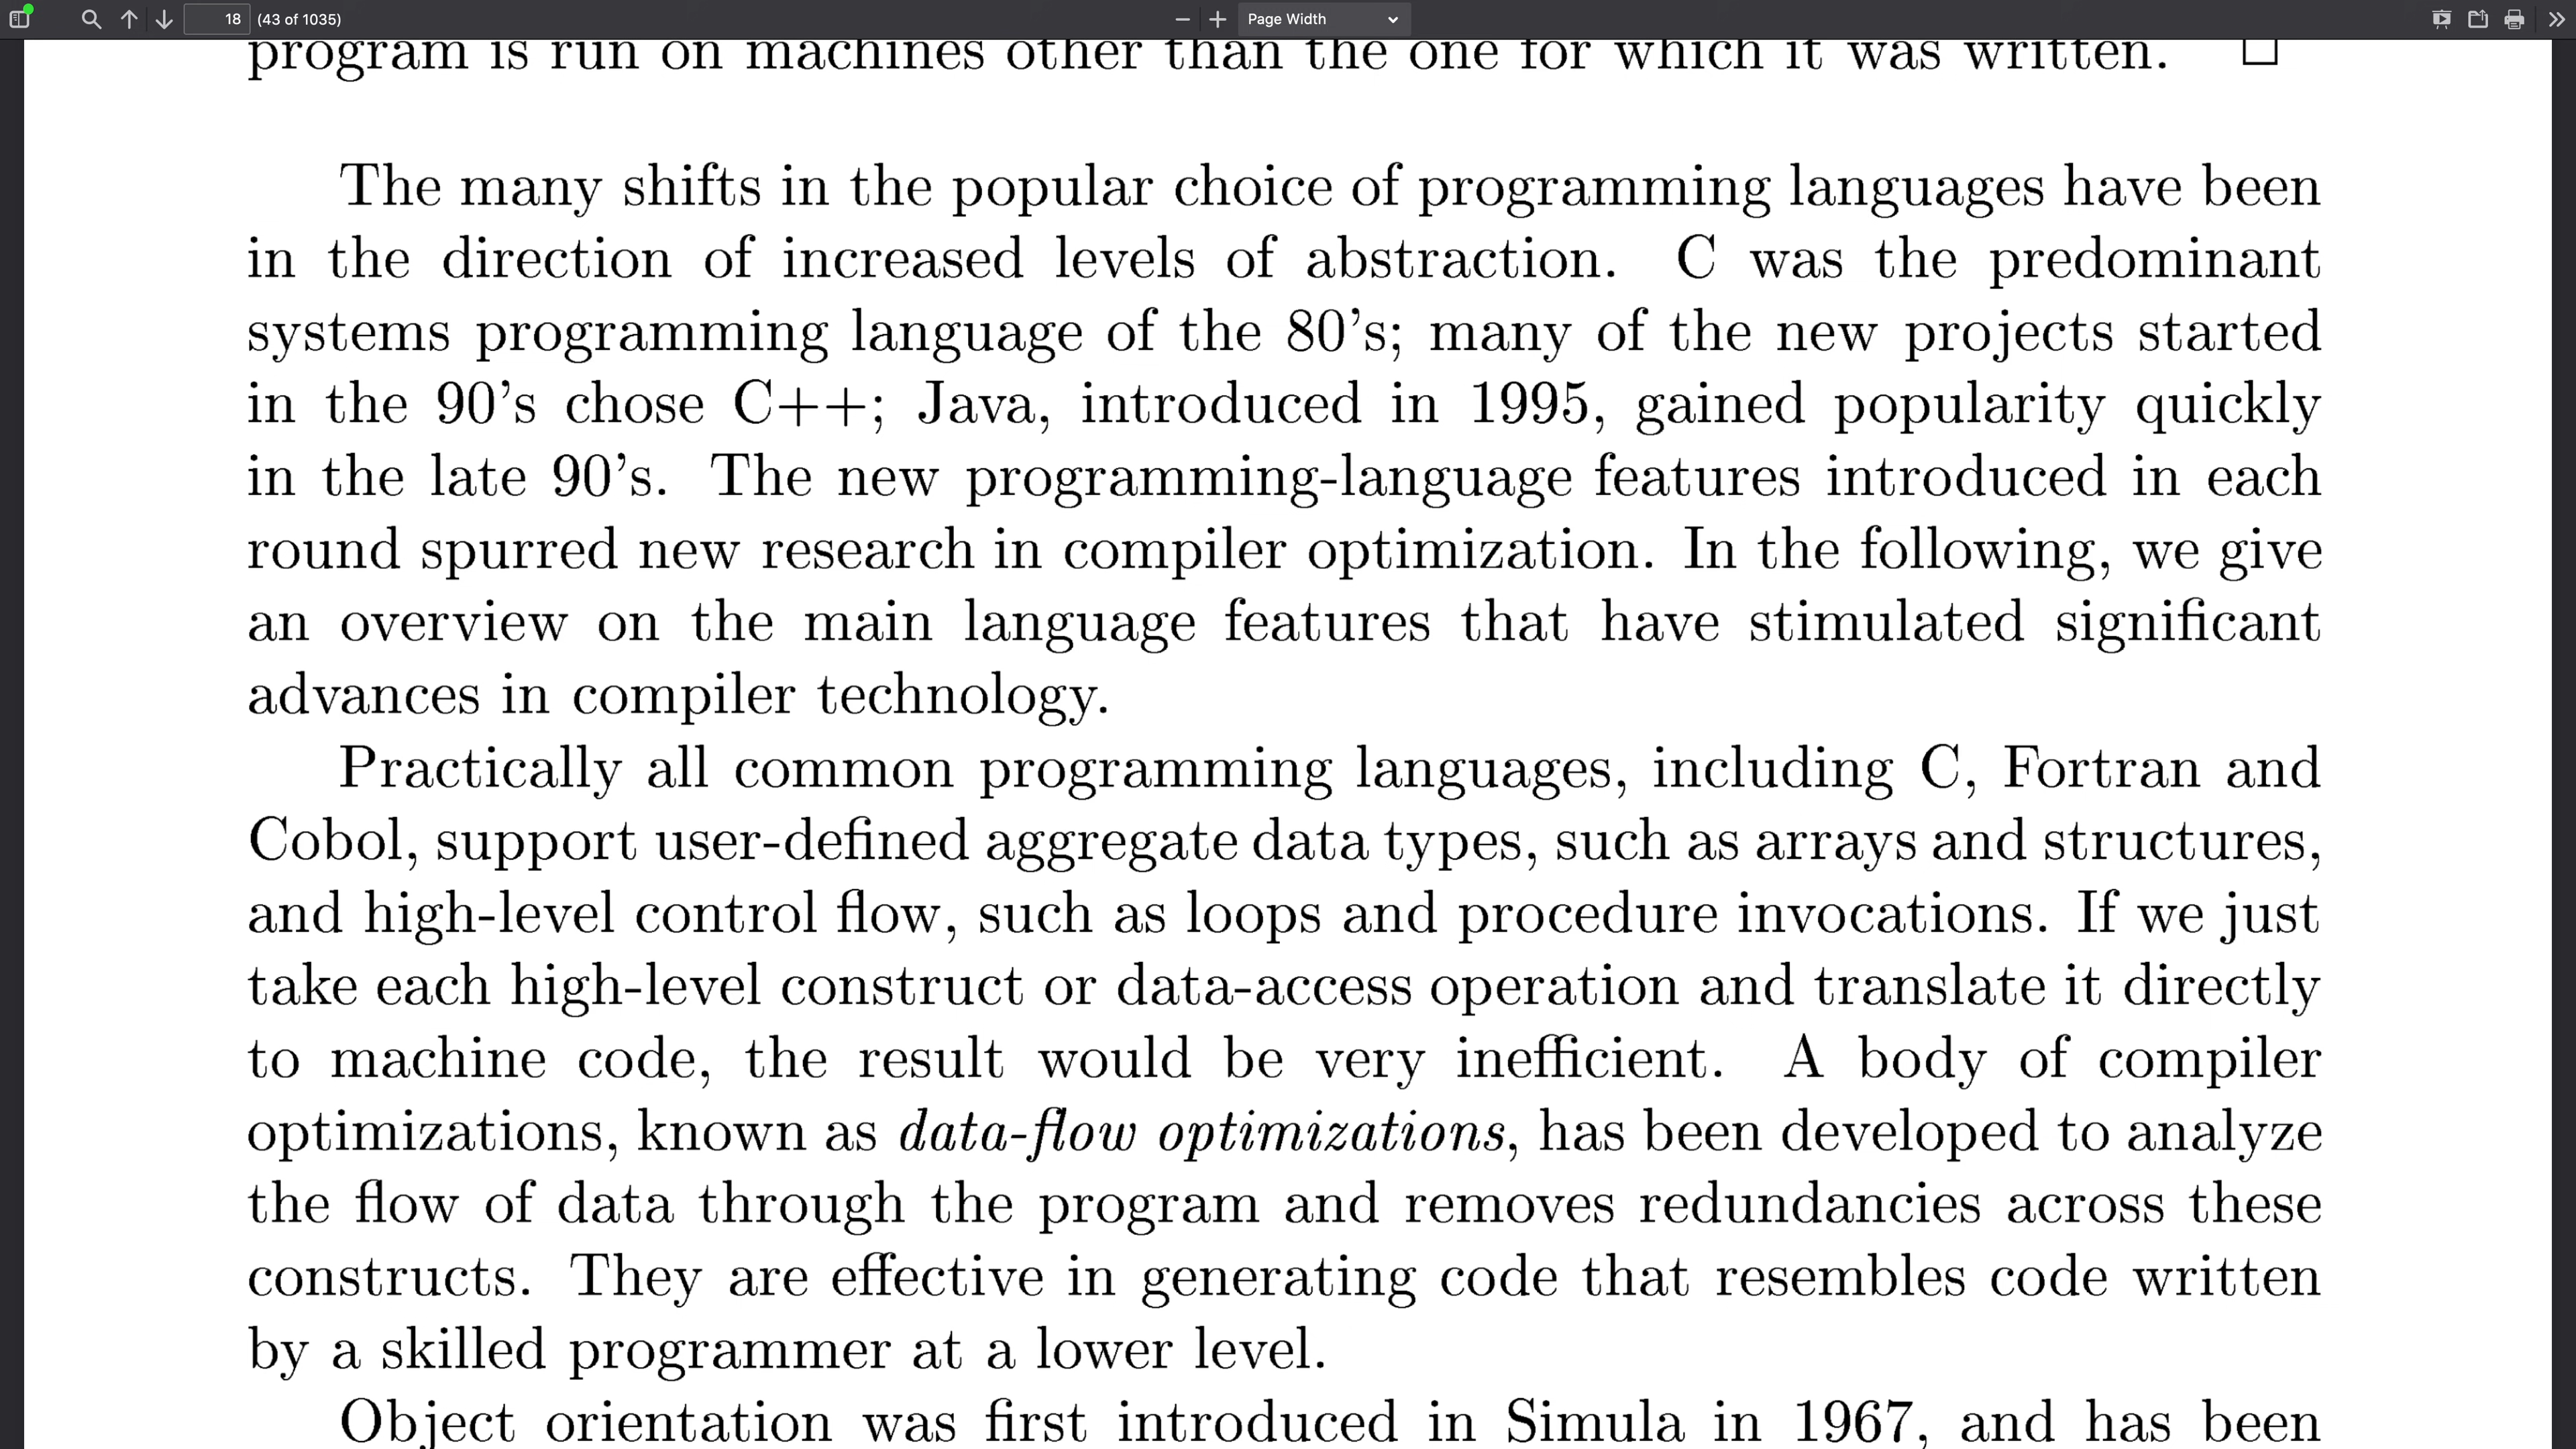 18 (43 of 1035) Page Width
program is run on machines other than the one for which it was written. □
The many shifts in the popular choice of programming languages have been
in the direction of increased levels of abstraction. C was the predominant
systems programming language of the 80's; many of the new projects started
in the 90's chose C++; Java, introduced in 1995, gained popularity quickly
in the late 90's. The new programming-language features introduced in each
round spurred new research in compiler optimization. In the following, we give
an overview on the main language features that have stimulated significant
advances in compiler technology.
Practically all common programming languages, including C, Fortran and
Cobol, support user-defined aggregate data types, such as arrays and structures,
and high-level control flow, such as loops and procedure invocations. If we just
take each high-level construct or data-access operation and translate it directly
to machine code, the result would be very inefficient. A body of compiler
optimizations, known as data-flow optimizations, has been developed to analyze
the flow of data through the program and removes redundancies across these
constructs. They are effective in generating code that resembles code written
by a skilled programmer at a lower level.
Object orientation was first introduced in Simula in 1967, and has been